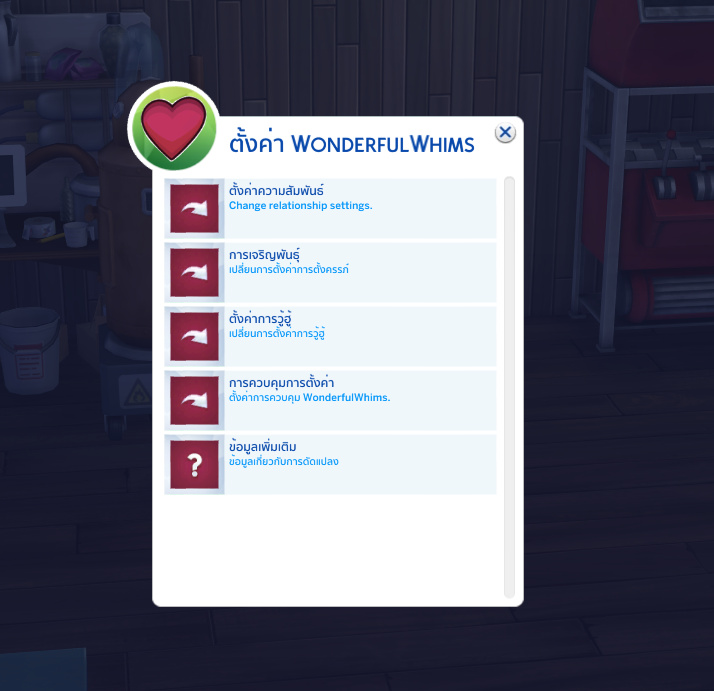 ตั้งค่า WONDERFULWHIMS
ตั้งค่าความสัมพันธ์
Change relationship settings.
การเจริญพันธุ์
เปลี่ยนการตั้งค่าการตั้งครรภ์
ตั้งค่าการวู้ฮู้
เปลี่ยนการตั้งค่าการวู้ฮู้
การควบคุมการตั้งค่า
ตั้งค่าการควบคุม WonderfulWhims.
ข้อมูลเพิ่มเติม
ข้อมูลเกี่ยวกับการดัดแปลง